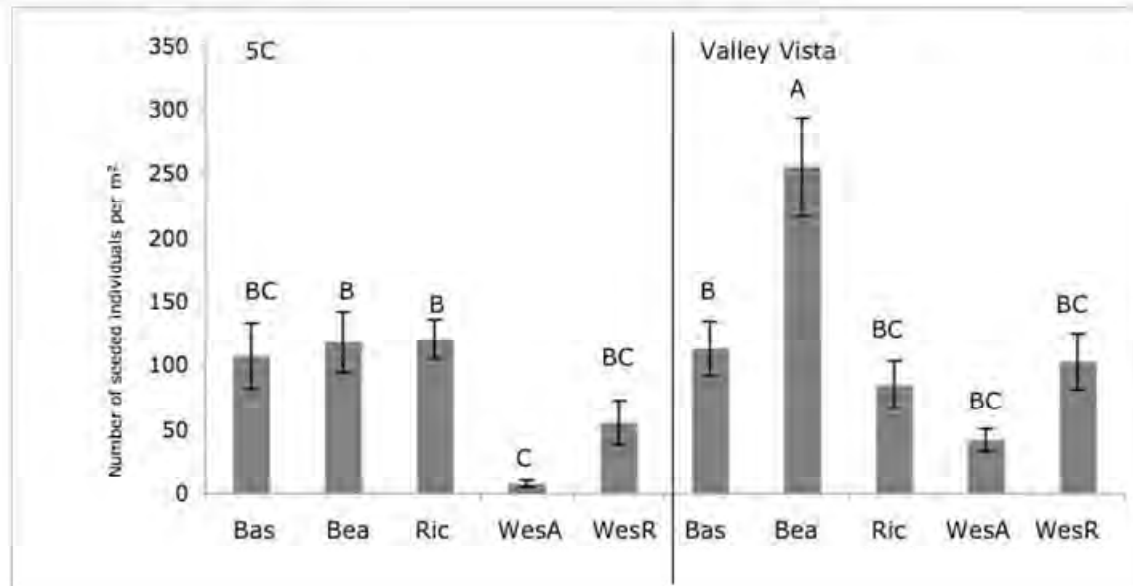 Number of seeded individuals per m²
350
300
250
200
150
100
50
0
5C
BC
B
B
C
BC
Bas Bea Ric WesA WesR
Valley Vista
B
A
BC
BC
BC
Bas Bea Ric WesA WesR